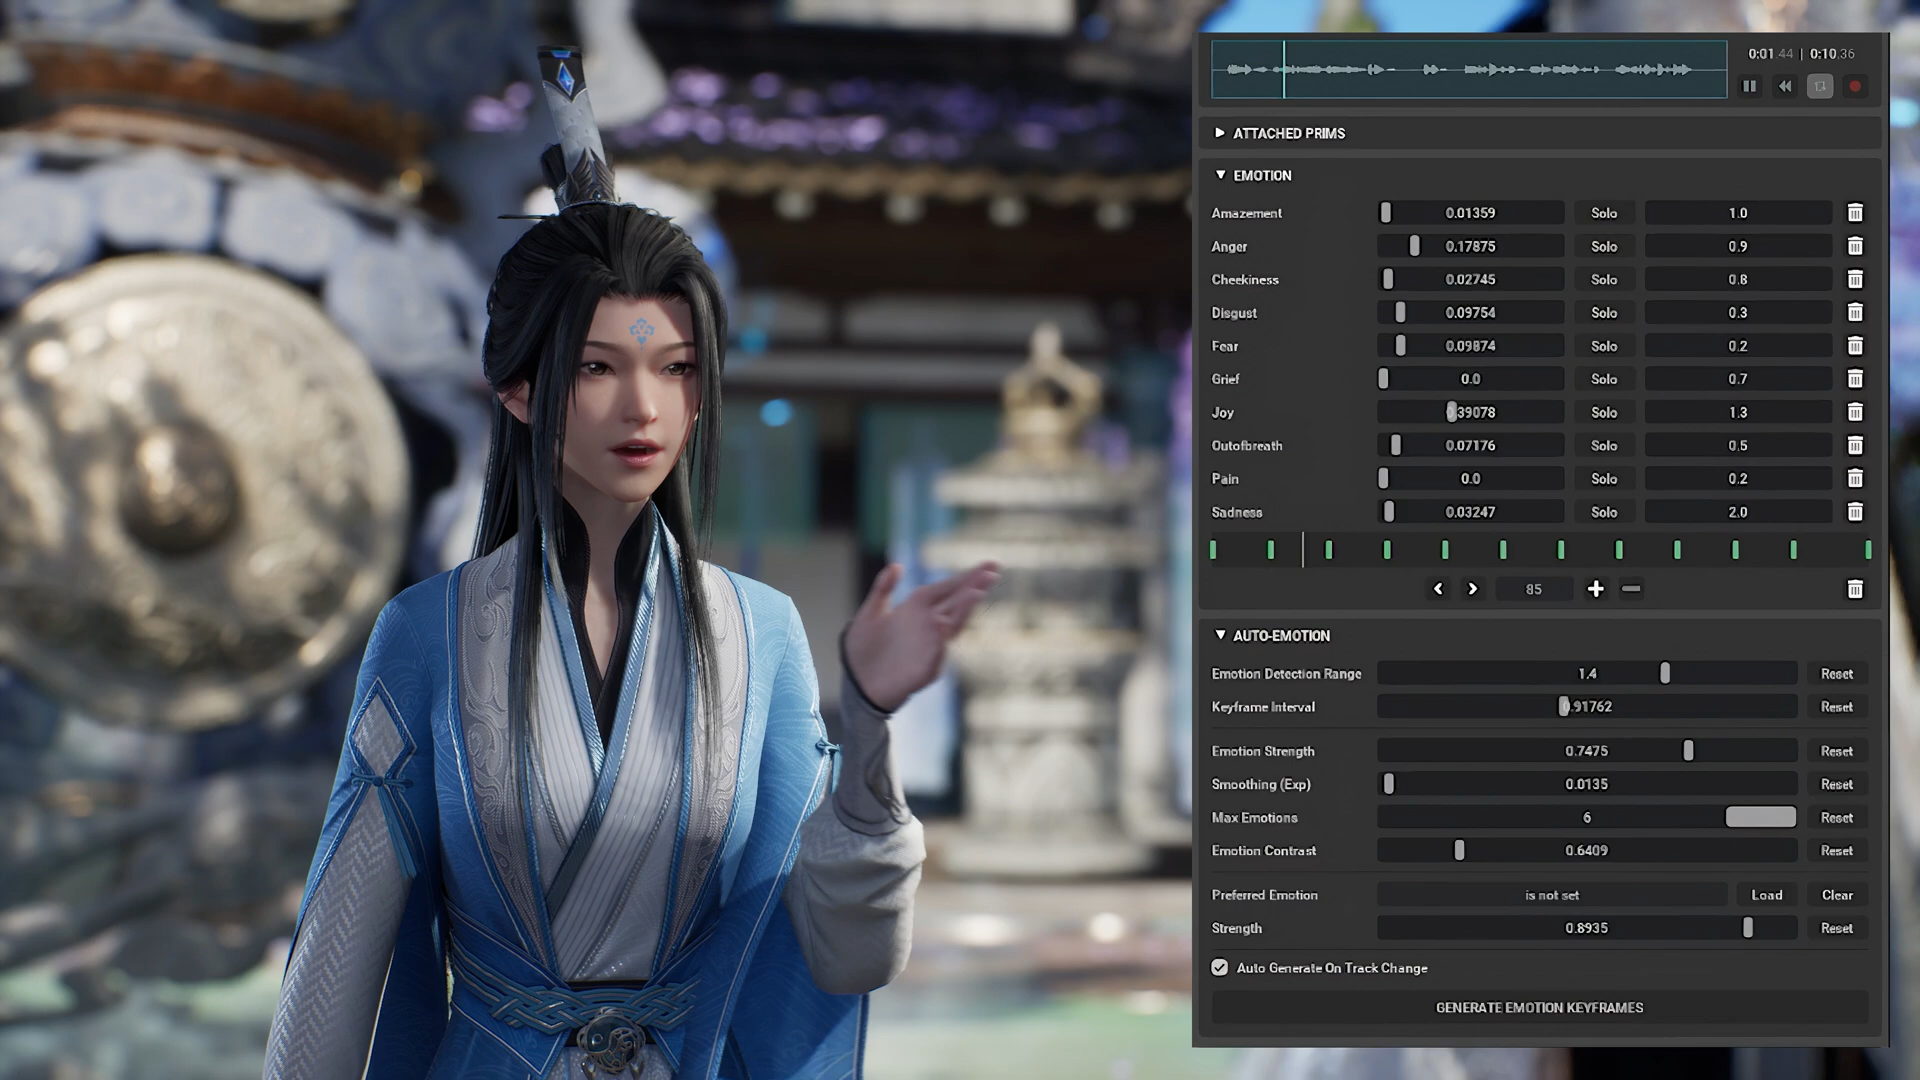 0:01.44 | 0:10.36
ATTACHED PRIMS
EMOTION
Amazement 0.01359 Solo 1.0
Anger 0.17875 Solo 0.9
Cheekiness 0.02745 Solo 0.8
Disgust 0.09754 Solo 0.3
Fear 0.09874 Solo 0.2
Grief 0.0 Solo 0.7
Joy 0.39078 Solo 1.3
Outofbreath 0.07176 Solo 0.5
Pain 0.0 Solo 0.2
Sadness 0.03247 Solo 2.0
85
AUTO-EMOTION
Emotion Detection Range 1.4 Reset
Keyframe Interval 0.91762 Reset
Emotion Strength 0.7475 Reset
Smoothing (Exp) 0.0135 Reset
Max Emotions 6 Reset
Emotion Contrast 0.6409 Reset
Preferred Emotion is not set Load Clear
Strength 0.8935 Reset
Auto Generate On Track Change
GENERATE EMOTION KEYFRAMES